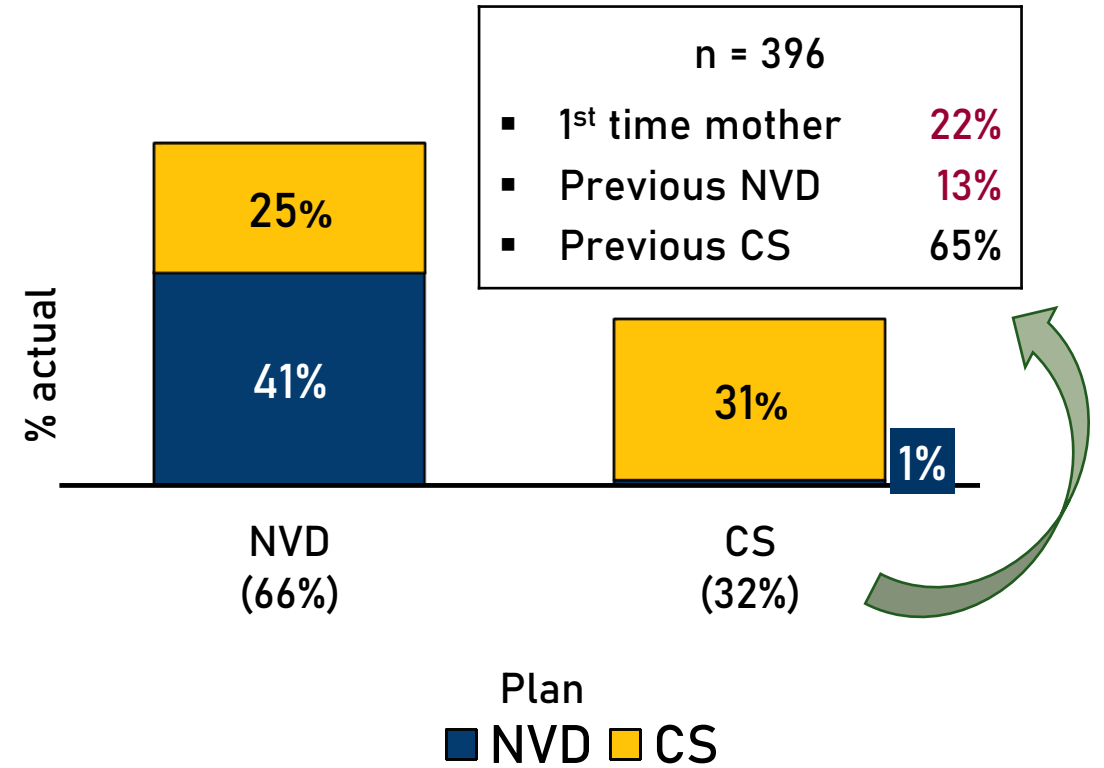 n = 396
▪ 1st time mother 22%
▪ Previous NVD 13%
▪ Previous CS 65%
25%
41%
31%
1%
% actual
NVD
(66%)
CS
(32%)
Plan
NVD CS